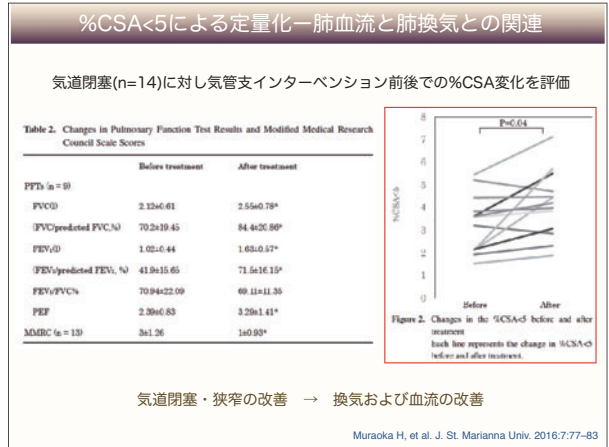 %CSA<5による定量化ー肺血流と肺換気との関連
気道閉塞(n=14)に対し気管支インターベンション前後での%CSA変化を評価
Table 2. Changes in Pulmonary Function Test Results and Modified Medical Research
Council Scale Scores
Before treatment After treatment
PFTs (n = 9)
FVC(l) 2.12±0.61 2.55±0.78*
(FVC/predicted FVC,%) 70.2±19.45 84.4±20.86*
FEV₁(l) 1.02±0.44 1.63±0.57*
(FEV₁/predicted FEV₁, %) 41.9±15.65 71.5±16.15*
FEV₁/FVC% 70.94±22.09 69.11±11.35
PEF 2.39±0.83 3.29±1.41*
MMRC (n = 13) 3±1.26 1±0.93*
P=0.04
%CSA<5
8
7
6
5
4
3
2
1
0
Before After
Figure 2. Changes in the %CSA<5 before and after
treatment
Each line represents the change in %CSA<5
before and after treatment.
気道閉塞・狭窄の改善 → 換気および血流の改善
Muraoka H, et al. J. St. Marianna Univ. 2016:7:77–83